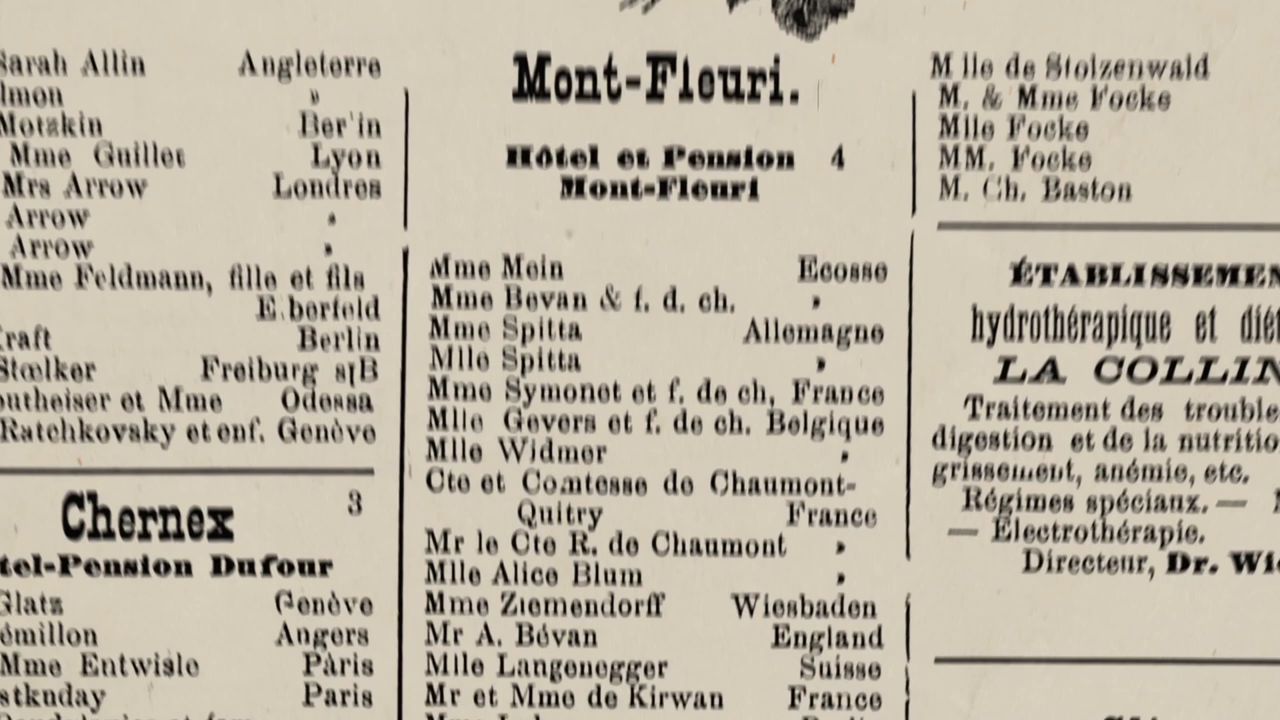 Sarah Allin Angleterre
lmon »
Motzkin Ber'in
Mme Guillet Lyon
Mrs Arrow Londres
Arrow »
Arrow »
Mme Feldmann, fille et fils
E.berfeld
raft Berlin
Stœlker Freiburg s/B
outheiser et Mme Odessa
Ratchkovsky et enf. Genève
Chernex 3
tel-Pension Dufour
Glatz Genève
émillon Angers
Mme Entwisle Paris
stknday Paris
Mont-Fleuri.
Hôtel et Pension 4
Mont-Fleuri
Mme Mein Ecosse
Mme Bevan & f. d. ch. »
Mme Spitta Allemagne
Mlle Spitta »
Mme Symonet et f. de ch, France
Mlle Gevers et f. de ch. Belgique
Mlle Widmer »
Cte et Comtesse de Chaumont-
Quitry France
Mr le Cte R. de Chaumont »
Mlle Alice Blum »
Mme Ziemendorff Wiesbaden
Mr A. Bévan England
Mlle Langenegger Suisse
Mr et Mme de Kirwan France
Mlle de Stolzenwald
M. & Mme Focke
Mlle Focke
MM. Focke
M. Ch. Baston
ÉTABLISSEMEN
hydrothérapique et dié
LA COLLIN
Traitement des trouble
digestion et de la nutritio
grissement, anémie, etc.
Régimes spéciaux. —
— Electrothérapie.
Directeur, Dr. Wi